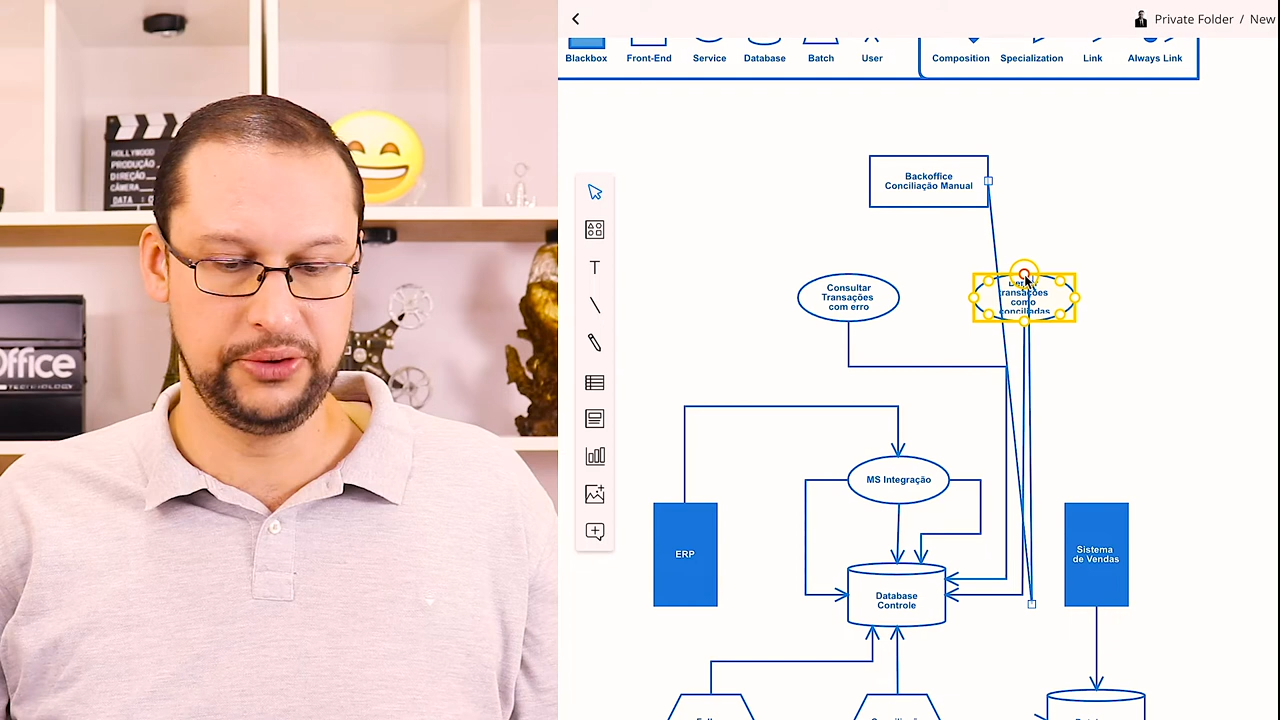 Private Folder / New
Blackbox
Front-End
Service
Database
Batch
User
Composition
Specialization
Link
Always Link
HOLLYWOOD
PRODUÇÃO
DIREÇÃO
CÂMERA
DATA
Office
TECHNOLOGY
Backoffice
Conciliação Manual
Consultar
Transações
com erro
transações
como
conciliadas
MS Integração
ERP
Sistema
de Vendas
Database
Controle